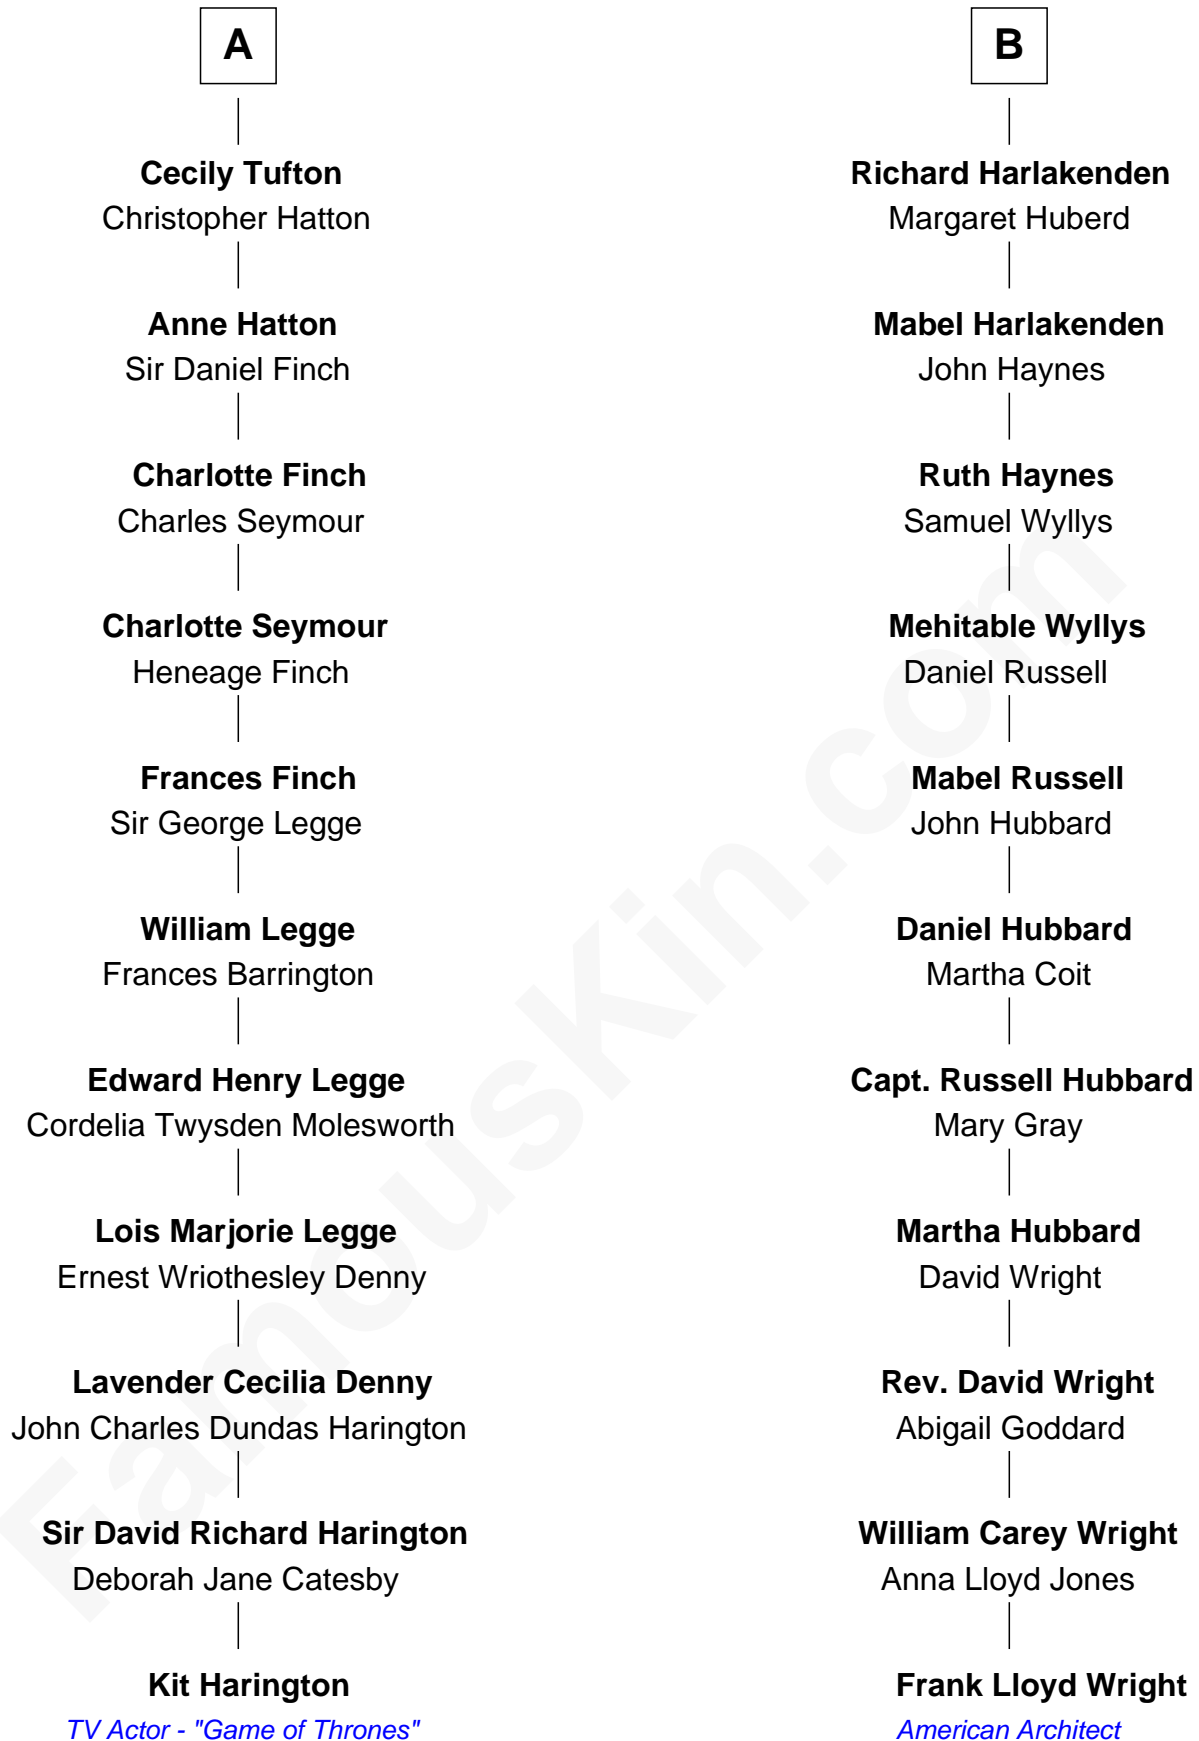 A
Cecily Tufton
Christopher Hatton
Anne Hatton
Sir Daniel Finch
Charlotte Finch
Charles Seymour
Charlotte Seymour
Heneage Finch
Frances Finch
Sir George Legge
William Legge
Frances Barrington
Edward Henry Legge
Cordelia Twysden Molesworth
Lois Marjorie Legge
Ernest Wriothesley Denny
Lavender Cecilia Denny
John Charles Dundas Harington
Sir David Richard Harington
Deborah Jane Catesby
Kit Harington
TV Actor - "Game of Thrones"
B
Richard Harlakenden
Margaret Huberd
Mabel Harlakenden
John Haynes
Ruth Haynes
Samuel Wyllys
Mehitable Wyllys
Daniel Russell
Mabel Russell
John Hubbard
Daniel Hubbard
Martha Coit
Capt. Russell Hubbard
Mary Gray
Martha Hubbard
David Wright
Rev. David Wright
Abigail Goddard
William Carey Wright
Anna Lloyd Jones
Frank Lloyd Wright
American Architect
FamousKin.com